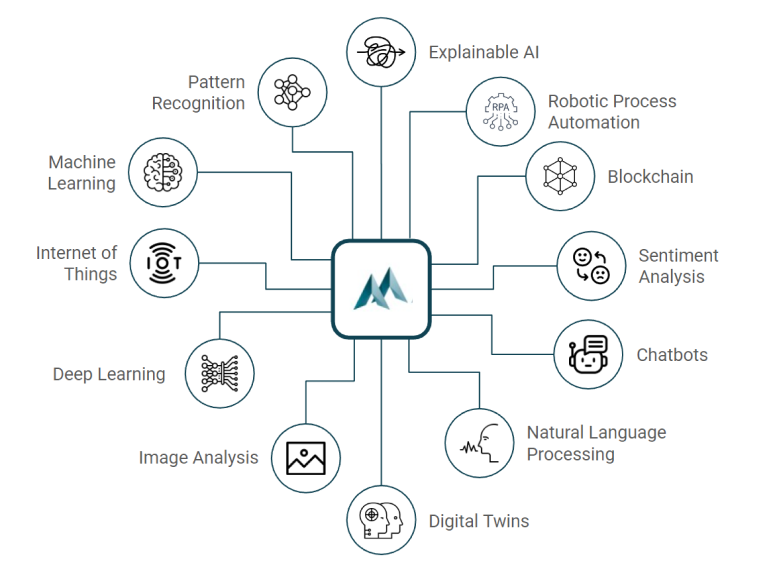 Explainable AI
Pattern
Recognition
RPA
Robotic Process
Automation
Machine
Learning
Blockchain
Internet of
Things
IOT
Sentiment
Analysis
Deep Learning
Chatbots
Image Analysis
Natural Language
Processing
Digital Twins